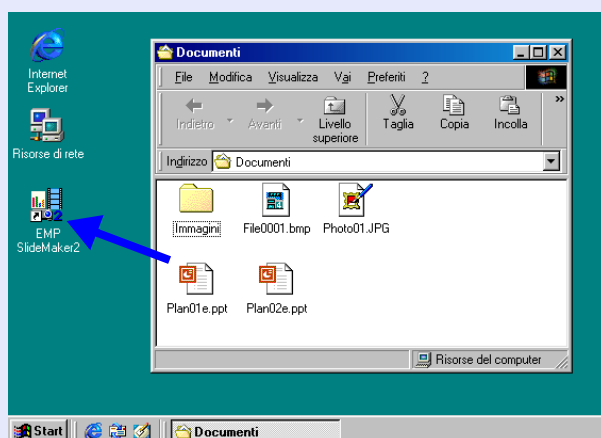 Internet
Explorer
Risorse di rete
EMP
SlideMaker2
Documenti
File Modifica Visualizza Vai Preferiti ?
Indietro Avanti Livello superiore Taglia Copia Incolla »
Indirizzo Documenti
Immagini File0001.bmp Photo01.JPG
Plan01e.ppt Plan02e.ppt
Risorse del computer
Start Documenti